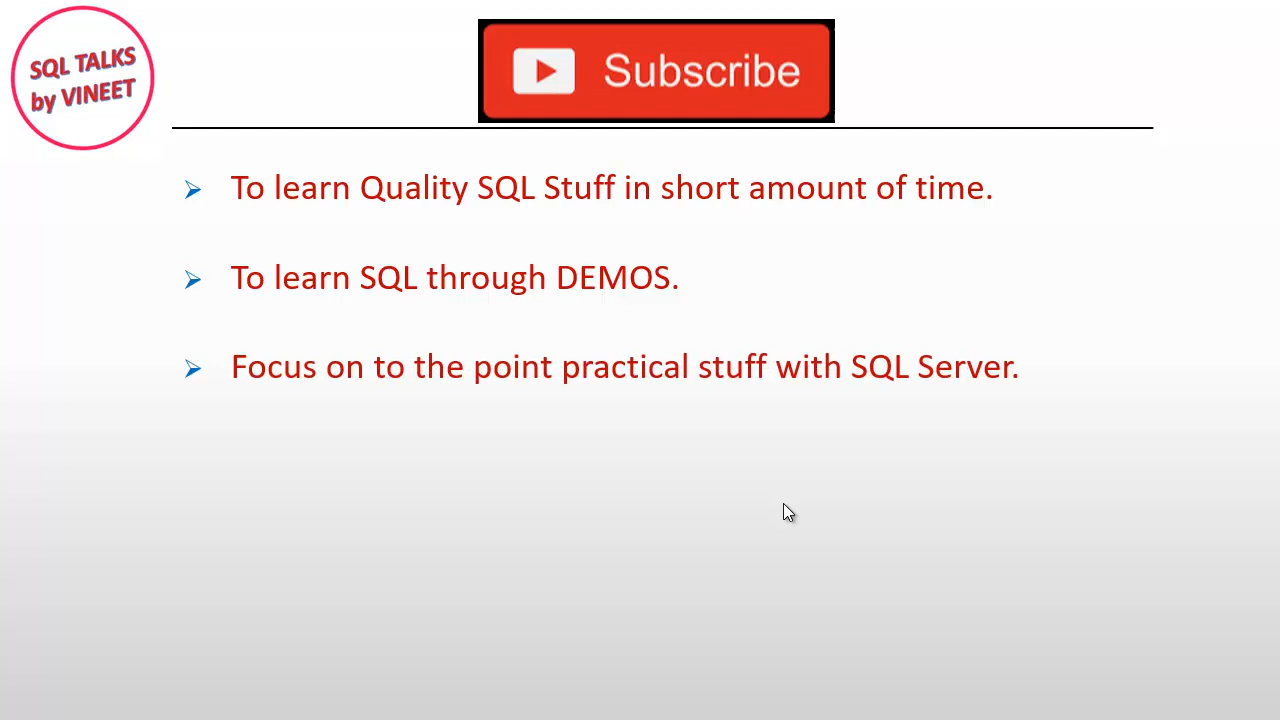 SQL TALKS
by VINEET
Subscribe
To learn Quality SQL Stuff in short amount of time.
To learn SQL through DEMOS.
Focus on to the point practical stuff with SQL Server.